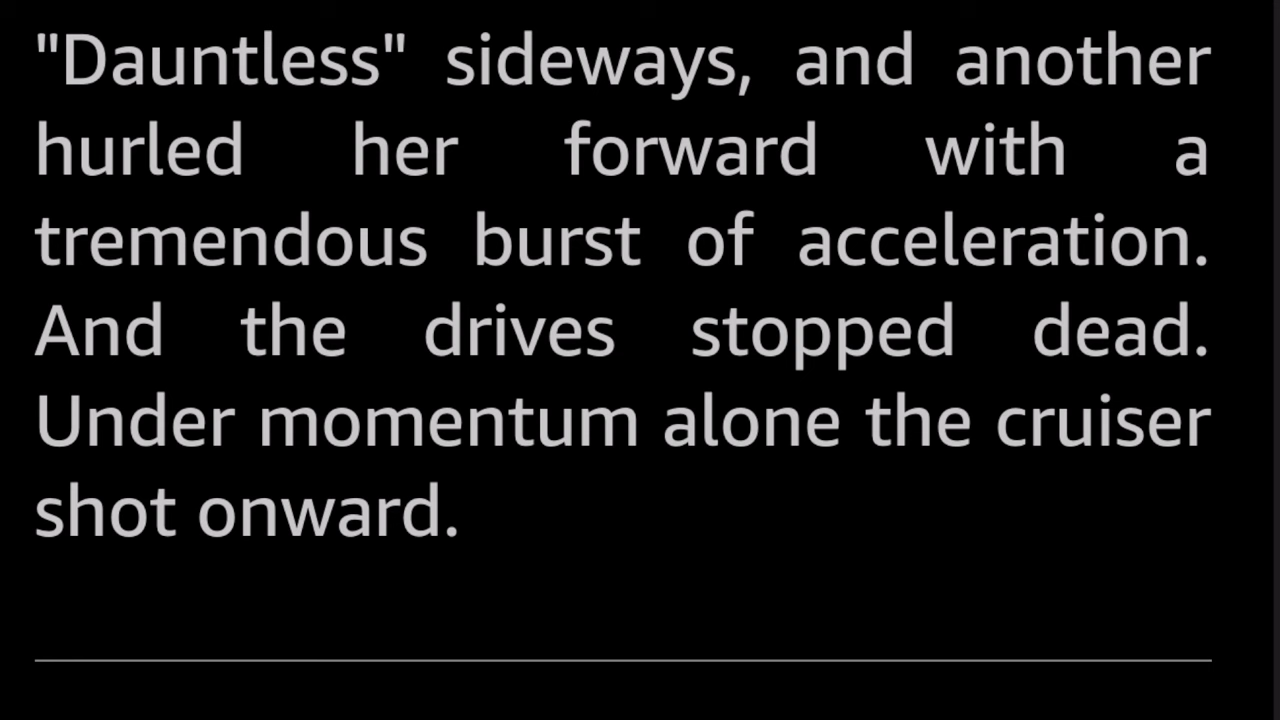 "Dauntless" sideways, and another
hurled her forward with a
tremendous burst of acceleration.
And the drives stopped dead.
Under momentum alone the cruiser
shot onward.